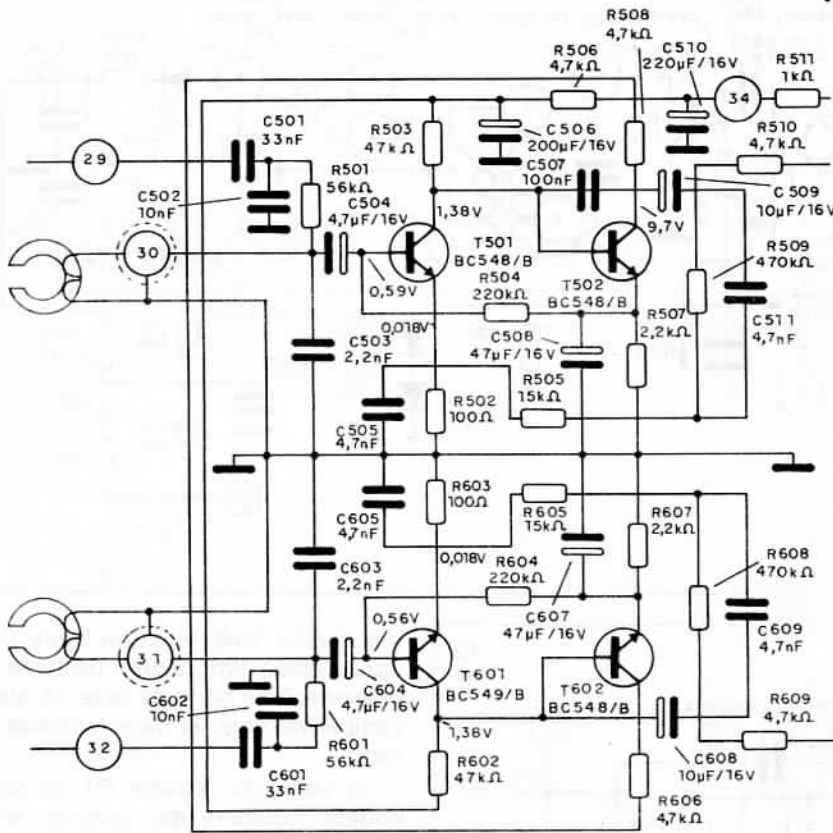 R508
4,7kΩ
R506
4,7kΩ
C510
220µF/16V
R511
1kΩ
34
C501
33nF
R503
47kΩ
C506
200µF/16V
R510
4,7kΩ
29
R501
56kΩ
C507
100nF
C502
10nF
C504
4,7µF/16V
C509
10µF/16V
1,38V
9,7V
30
T501
BC548/B
R509
470kΩ
R504
220kΩ
T502
BC548/B
0,59V
R507
2,2kΩ
C511
4,7nF
0,018V
C508
47µF/16V
C503
2,2nF
R505
15kΩ
R502
100Ω
C505
4,7nF
R603
100Ω
C605
4,7nF
R605
15kΩ
R607
2,2kΩ
0,018V
C603
2,2nF
R604
220kΩ
R608
470kΩ
0,56V
C607
47µF/16V
C609
4,7nF
31
T601
BC549/B
T602
BC548/B
C602
10nF
C604
4,7µF/16V
R609
4,7kΩ
1,38V
32
R601
56kΩ
C608
10µF/16V
C601
33nF
R602
47kΩ
R606
4,7kΩ